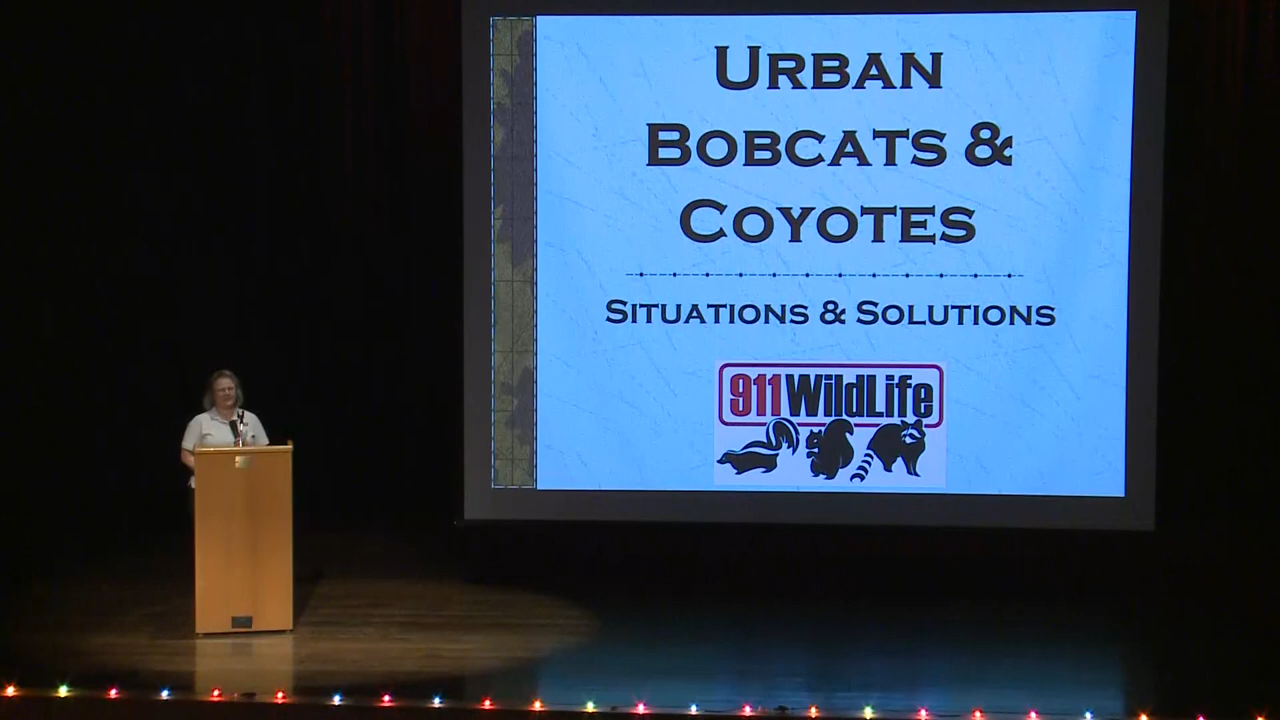 Urban
Bobcats &
Coyotes
Situations & Solutions
911WildLife